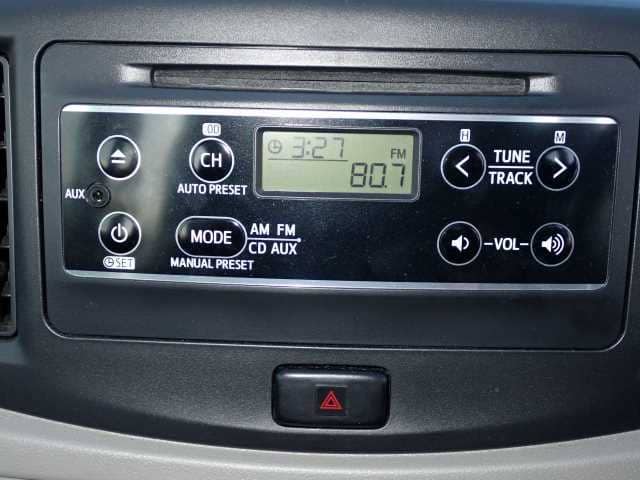 :00
CH
AUTO PRESET
3:27
FM
80.7
H
M
TUNE
TRACK
AUX
MODE
AM FM
CD AUX
MANUAL PRESET
SET
-VOL-